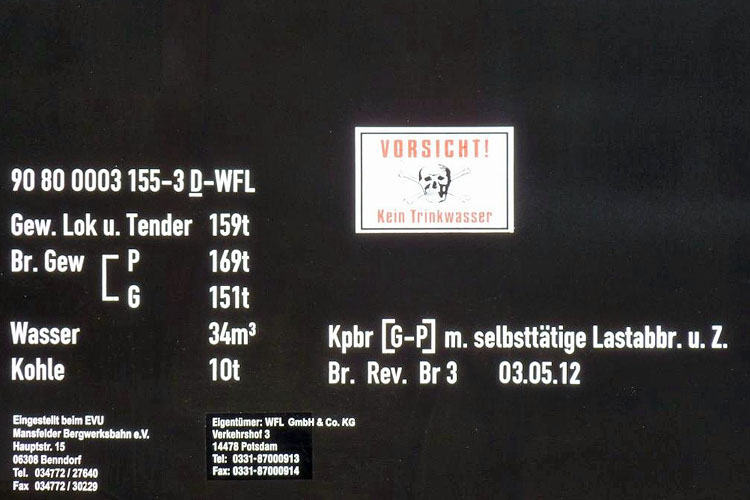 VORSICHT!
Kein Trinkwasser
90 80 0003 155-3 D-WFL
Gew. Lok u. Tender 159t
Br. Gew [ P 169t
G 151t
Wasser 34m³
Kohle 10t
Kpbr [G-P] m. selbsttätige Lastabbr. u. Z.
Br. Rev. Br 3 03.05.12
Eingestellt beim EVU
Mansfelder Bergwerksbahn e.V.
Hauptstr. 15
06308 Benndorf
Tel. 034772 / 27640
Fax 034772 / 30229
Eigentümer: WFL GmbH & Co. KG
Verkehrshof 3
14478 Potsdam
Tel: 0331-87000913
Fax: 0331-87000914